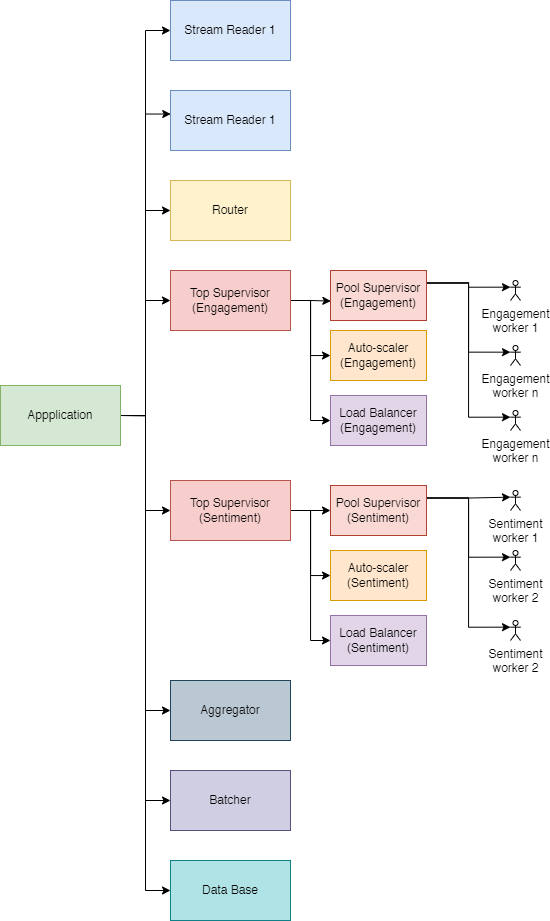 Stream Reader 1
Stream Reader 1
Router
Top Supervisor
(Engagement)
Pool Supervisor
(Engagement)
Engagement
worker 1
Auto-scaler
(Engagement)
Engagement
worker n
Load Balancer
(Engagement)
Engagement
worker n
Appplication
Top Supervisor
(Sentiment)
Pool Supervisor
(Sentiment)
Sentiment
worker 1
Auto-scaler
(Sentiment)
Sentiment
worker 2
Load Balancer
(Sentiment)
Sentiment
worker 2
Aggregator
Batcher
Data Base